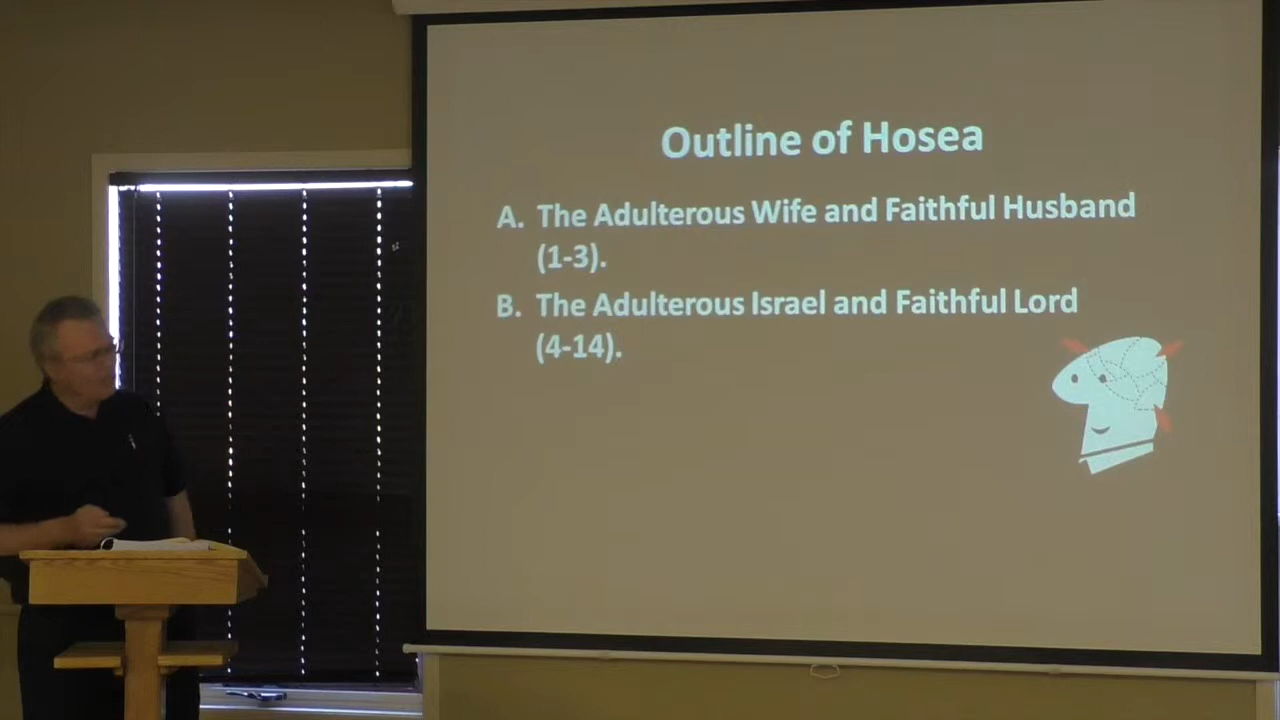 Outline of Hosea
A. The Adulterous Wife and Faithful Husband
(1-3).
B. The Adulterous Israel and Faithful Lord
(4-14).